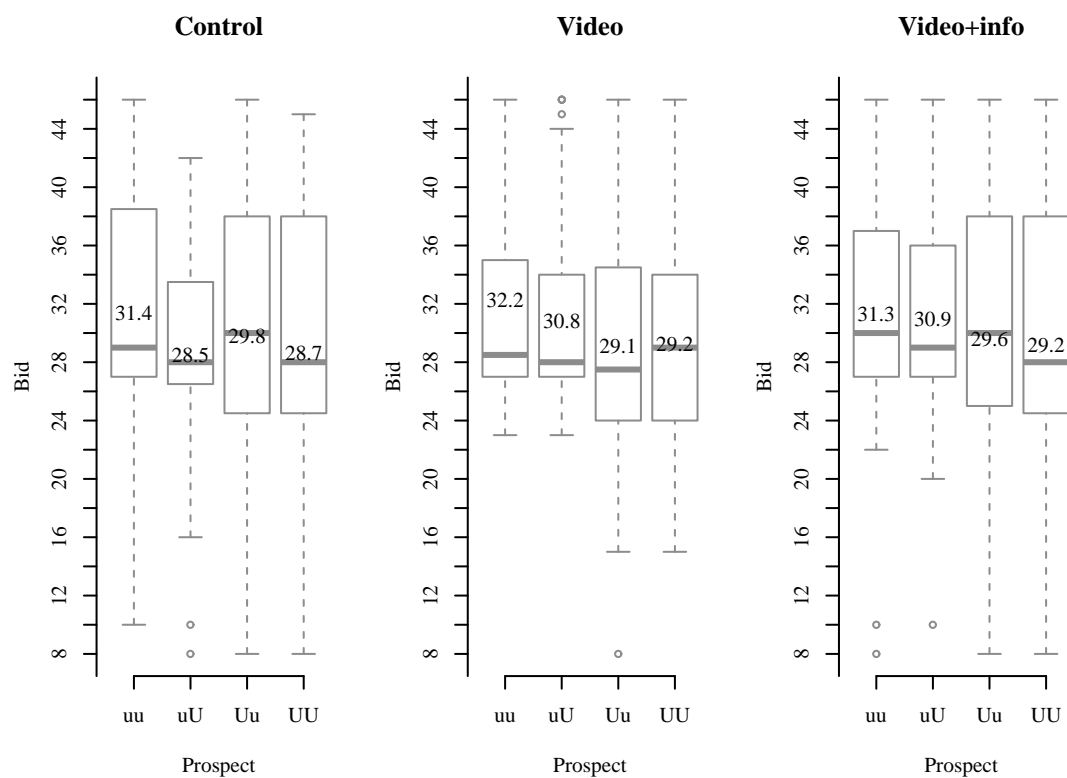 Control
Video
Video+info
Bid
8 12 16 20 24 28 32 36 40 44
31.4 28.5 29.8 28.7
uu uU Uu UU
Prospect
Bid
8 12 16 20 24 28 32 36 40 44
32.2 30.8 29.1 29.2
uu uU Uu UU
Prospect
Bid
8 12 16 20 24 28 32 36 40 44
31.3 30.9 29.6 29.2
uu uU Uu UU
Prospect